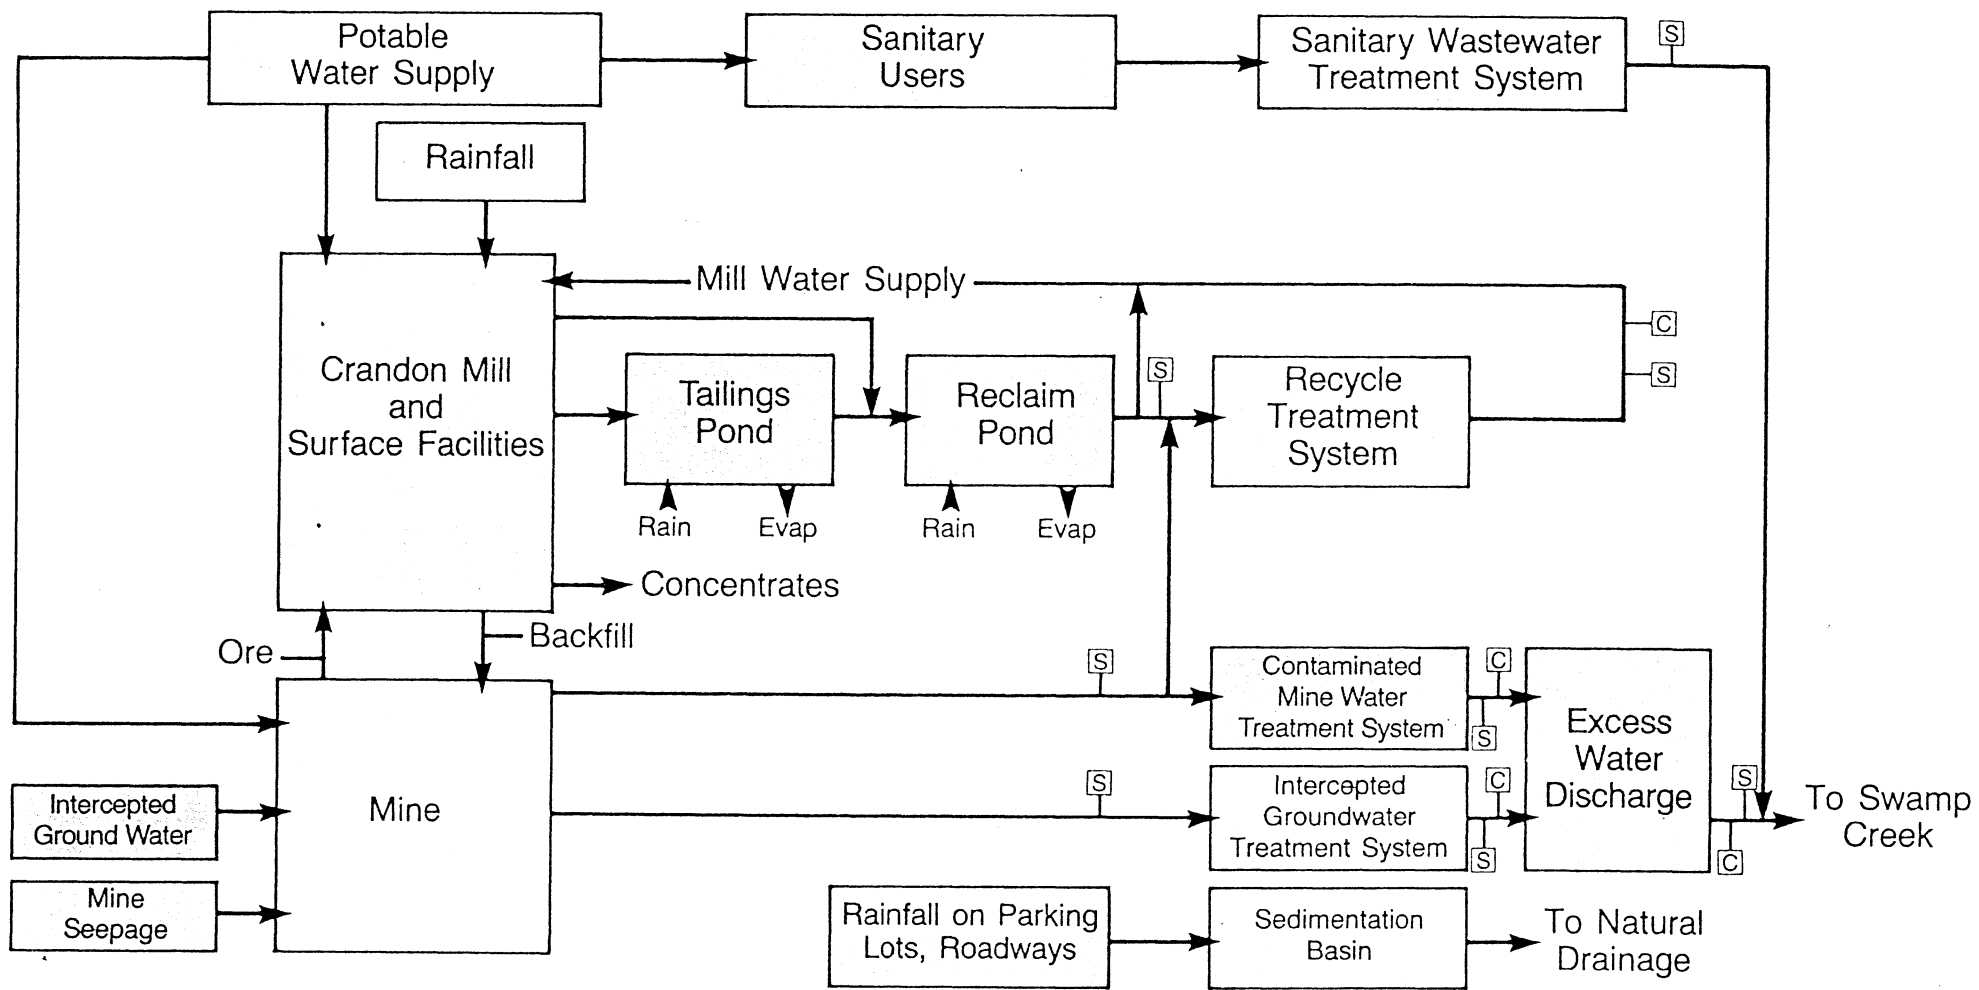 Potable
Water Supply
Sanitary
Users
Sanitary Wastewater
Treatment System
S
Rainfall
Mill Water Supply
C
S
Crandon Mill
and
Surface Facilities
Tailings
Pond
Reclaim
Pond
S
Recycle
Treatment
System
Rain
Evap
Rain
Evap
Concentrates
Ore
Backfill
S
Contaminated
Mine Water
Treatment System
C
S
Excess
Water
Discharge
S
C
To Swamp
Creek
Intercepted
Ground Water
Mine
S
Intercepted
Groundwater
Treatment System
C
S
Mine
Seepage
Rainfall on Parking
Lots, Roadways
Sedimentation
Basin
To Natural
Drainage